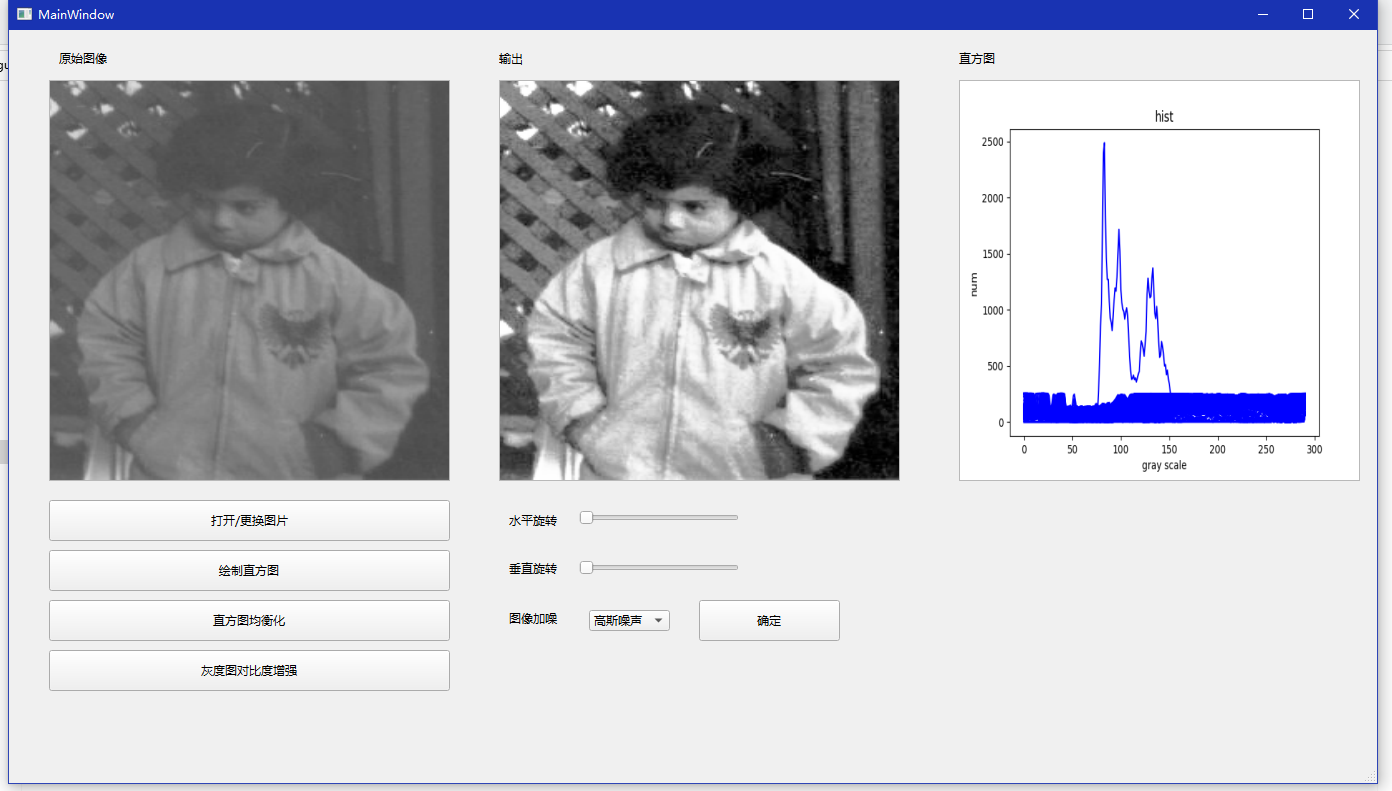 MainWindow
原始图像
输出
直方图
hist
2500
2000
1500
1000
500
0
num
0 50 100 150 200 250 300
gray scale
打开/更换图片
绘制直方图
直方图均衡化
灰度图对比度增强
水平旋转
垂直旋转
图像加噪
高斯噪声
确定